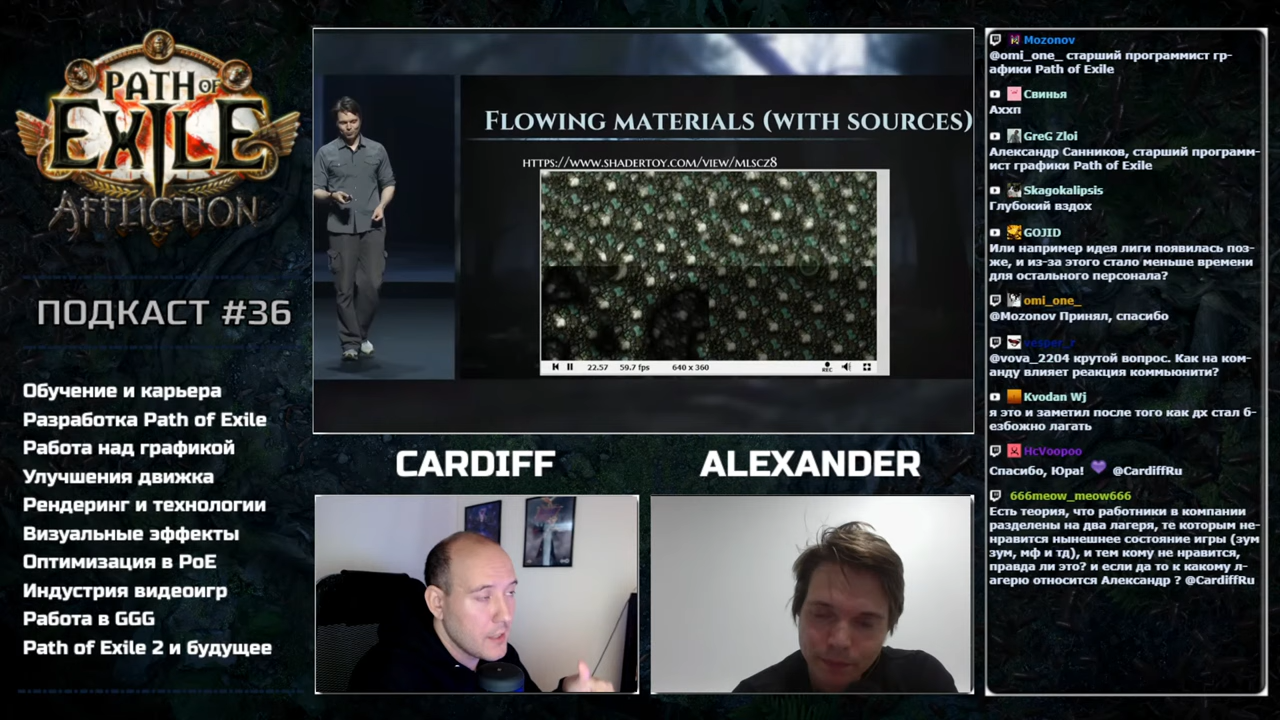 PATH OF
EXILE
AFFLICTION
ПОДКАСТ #36
Обучение и карьера
Разработка Path of Exile
Работа над графикой
Улучшения движка
Рендеринг и технологии
Визуальные эффекты
Оптимизация в PoE
Индустрия видеоигр
Работа в GGG
Path of Exile 2 и будущее
FLOWING MATERIALS (WITH SOURCES)
HTTPS://WWW.SHADERTOY.COM/VIEW/MLSCZ8
22.57 59.7 fps 640 x 360
REC
CARDIFF
ALEXANDER
Mozonov
@omi_one_ старший программист гр-
афики Path of Exile
Свинья
Аххп
GreG Zloi
Александр Санников, старший программ-
ист графики Path of Exile
Skagokalipsis
Глубокий вздох
GOJID
Или например идея лиги появилась поз-
же, и из-за этого стало меньше времени
для остального персонала?
omi_one_
@Mozonov Принял, спасибо
vesper_r
@vova_2204 крутой вопрос. Как на ком-
анду влияет реакция коммьюнити?
Kvodan Wj
я это и заметил после того как дх стал б-
езбожно лагать
HcVoopoo
Спасибо, Юра! @CardiffRu
666meow_meow666
Есть теория, что работники в компании
разделены на два лагеря, те которым не-
нравится нынешнее состояние игры (зум
зум, мф и тд), и тем кому не нравится,
правда ли это? и если да то к какому л-
агерю относится Александр ? @CardiffRu